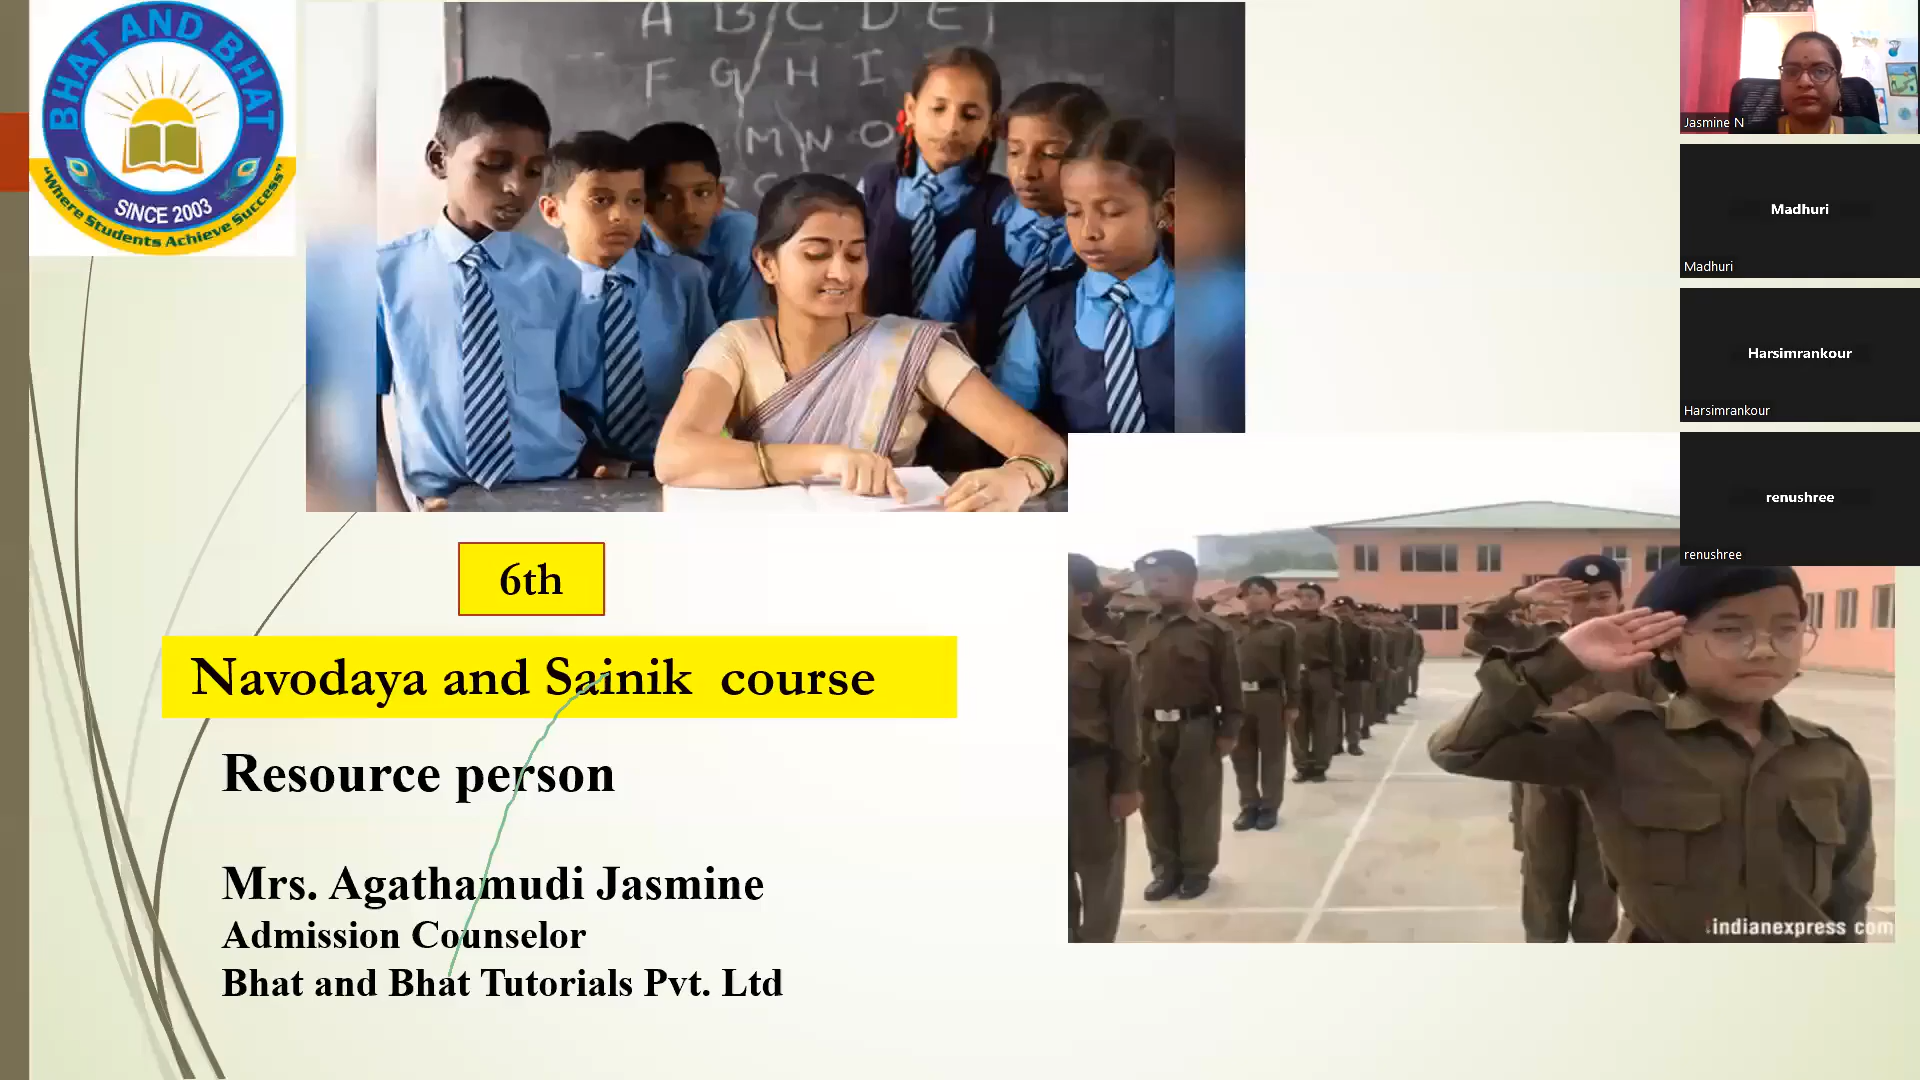 BHAT AND BHAT
SINCE 2003
"Where Students Achieve Success"
A B C D E
F G H I
M N O
6th
Navodaya and Sainik course
Resource person
Mrs. Agathamudi Jasmine
Admission Counselor
Bhat and Bhat Tutorials Pvt. Ltd
indianexpress com
Jasmine N
Madhuri
Madhuri
Harsimrankour
Harsimrankour
renushree
renushree